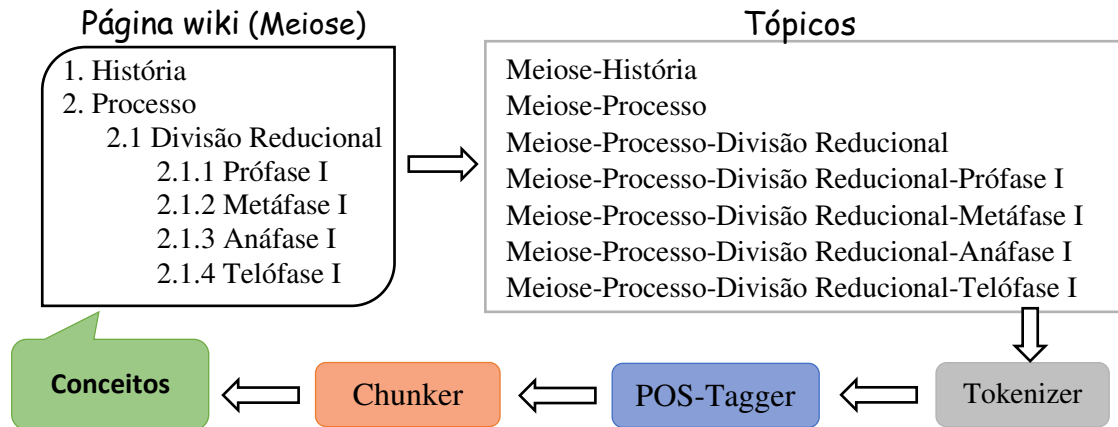 Página wiki (Meiose)
1. História
2. Processo
2.1 Divisão Reducional
2.1.1 Prófase I
2.1.2 Metáfase I
2.1.3 Anáfase I
2.1.4 Telófase I
Tópicos
Meiose-História
Meiose-Processo
Meiose-Processo-Divisão Reducional
Meiose-Processo-Divisão Reducional-Prófase I
Meiose-Processo-Divisão Reducional-Metáfase I
Meiose-Processo-Divisão Reducional-Anáfase I
Meiose-Processo-Divisão Reducional-Telófase I
Conceitos
Chunker
POS-Tagger
Tokenizer